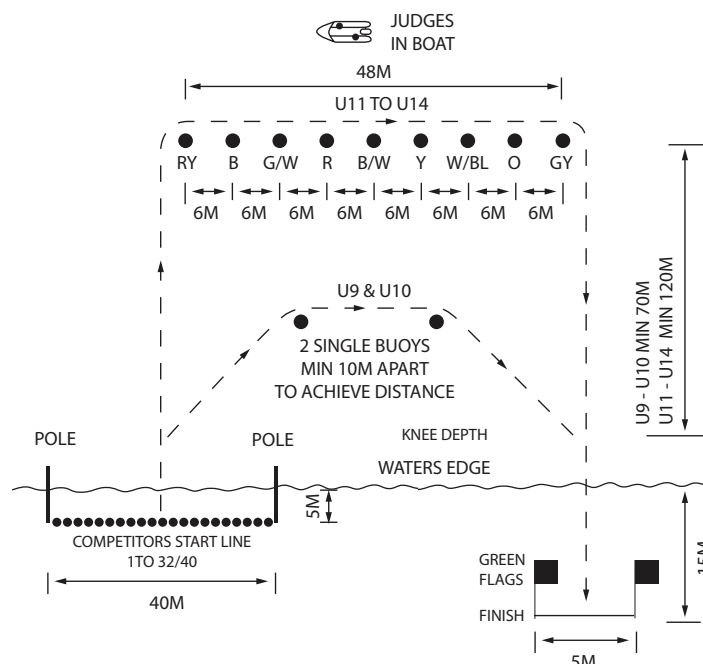 JUDGES
IN BOAT
48M
U11 TO U14
RY B G/W R B/W Y W/BL O GY
6M 6M 6M 6M 6M 6M 6M 6M
U9 & U10
2 SINGLE BUOYS
MIN 10M APART
TO ACHIEVE DISTANCE
U9 - U10 MIN 70M
U11 - U14 MIN 120M
POLE
POLE
KNEE DEPTH
WATERS EDGE
5M
COMPETITORS START LINE
1TO 32/40
40M
GREEN
FLAGS
FINISH
15M
5M